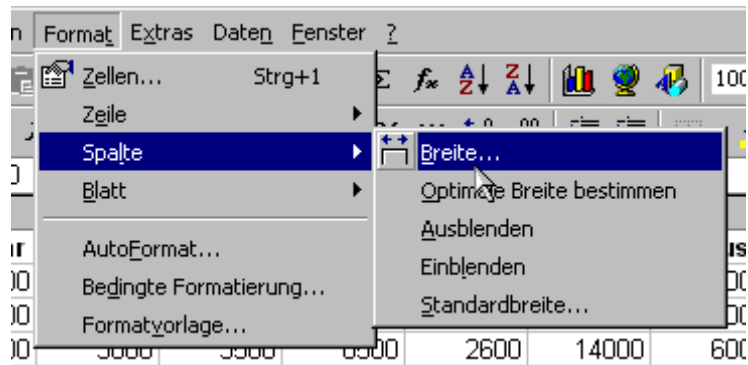 Format Extras Daten Fenster ?
Zellen... Strg+1
Zeile
Spalte
Blatt
AutoFormat...
Bedingte Formatierung...
Formatvorlage...
Breite...
Optimale Breite bestimmen
Ausblenden
Einblenden
Standardbreite...
2600 14000